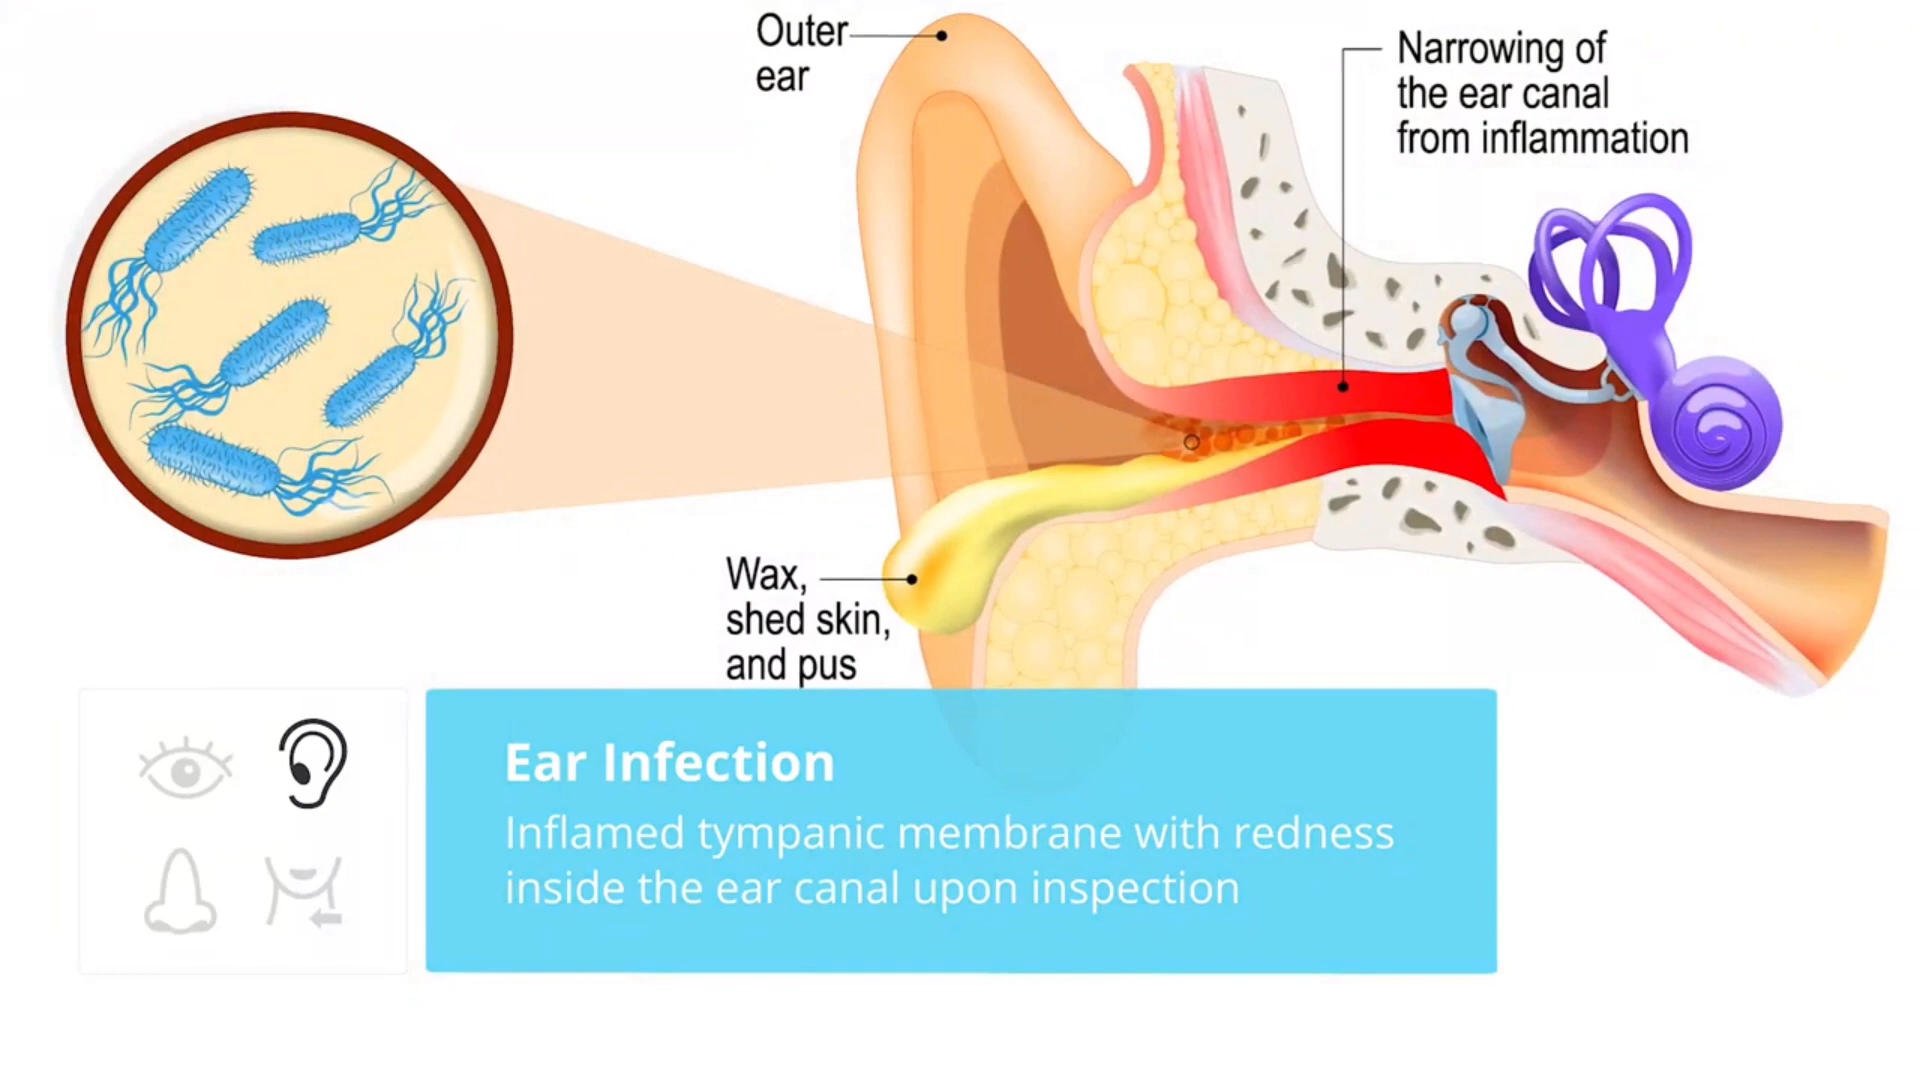 Outer
ear
Narrowing of
the ear canal
from inflammation
Wax,
shed skin,
and pus
Ear Infection
Inflamed tympanic membrane with redness
inside the ear canal upon inspection